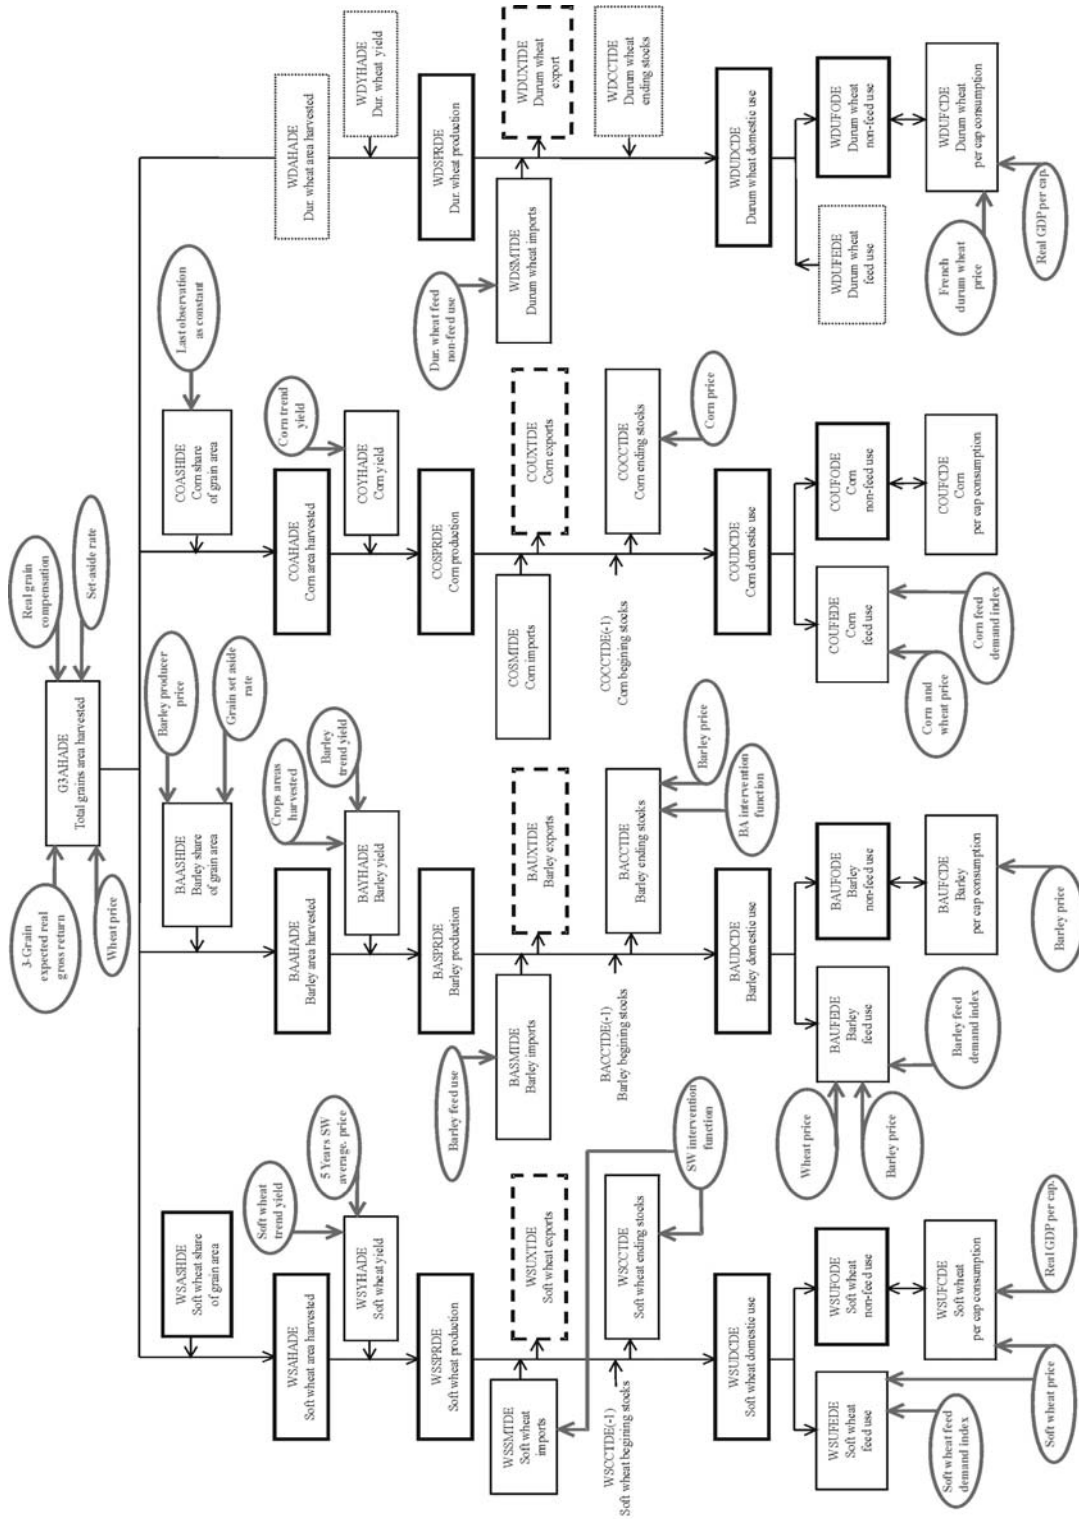 3-Grain
expected real
gross return
Wheat price
G3AHADE
Total grains area harvested
Real grain
compensation
Set-aside rate
WSASHDE
Soft wheat share
of grain area
BAASHDE
Barley share
of grain area
Barley producer
price
Grain set aside
rate
COASHDE
Corn share
of grain area
Last observation
as constant
WSAHADE
Soft wheat area harvested
Soft wheat
trend yield
5 Years SW
average. price
BAAHADE
Barley area harvested
Crops areas
harvested
Barley
trend yield
COAHADE
Corn area harvested
Corn trend
yield
WDAHADE
Dur. wheat area harvested
WSYHADE
Soft wheat yield
BAYHADE
Barley yield
COYHADE
Corn yield
WDYHADE
Dur. wheat yield
WSSPRDE
Soft wheat production
BASPRDE
Barley production
COSPRDE
Corn production
WDSPRDE
Dur. wheat production
Barley feed use
Dur. wheat feed
non-feed use
WSSMTDE
Soft wheat
imports
WSUXTDE
Soft wheat exports
BASMTDE
Barley imports
BAUXTDE
Barley exports
COSMTDE
Corn imports
COUXTDE
Corn exports
WDSMTDE
Durum wheat imports
WDUXTDE
Durum wheat
export
WSCCTDE(-1)
Soft wheat begining stocks
WSCCTDE
Soft wheat ending stocks
BACCTDE(-1)
Barley begining stocks
BACCTDE
Barley ending stocks
COCCTDE(-1)
Corn begining stocks
COCCTDE
Corn ending stocks
WDCCTDE
Durum wheat
ending stocks
SW intervention
function
Barley price
BA intervention
function
Corn price
WSUDCDE
Soft wheat domestic use
BAUDCDE
Barley domestic use
COUDCDE
Corn domestic use
WDUDCDE
Durum wheat domestic use
WSUFEDE
Soft wheat
feed use
WSUFODE
Soft wheat
non-feed use
Wheat price
Barley price
BAUFEDE
Barley
feed use
BAUFODE
Barley
non-feed use
COUFEDE
Corn
feed use
COUFODE
Corn
non-feed use
WDUFEDE
Durum wheat
feed use
WDUFODE
Durum wheat
non-feed use
WSUFCDE
Soft wheat
per cap consumption
BAUFCDE
Barley
per cap consumption
COUFCDE
Corn
per cap consumption
WDUFCDE
Durum wheat
per cap consumption
Soft wheat feed
demand index
Soft wheat price
Real GDP per cap.
Barley feed
demand index
Barley price
Corn and
wheat price
Corn feed
demand index
French
durum wheat
price
Real GDP per cap.